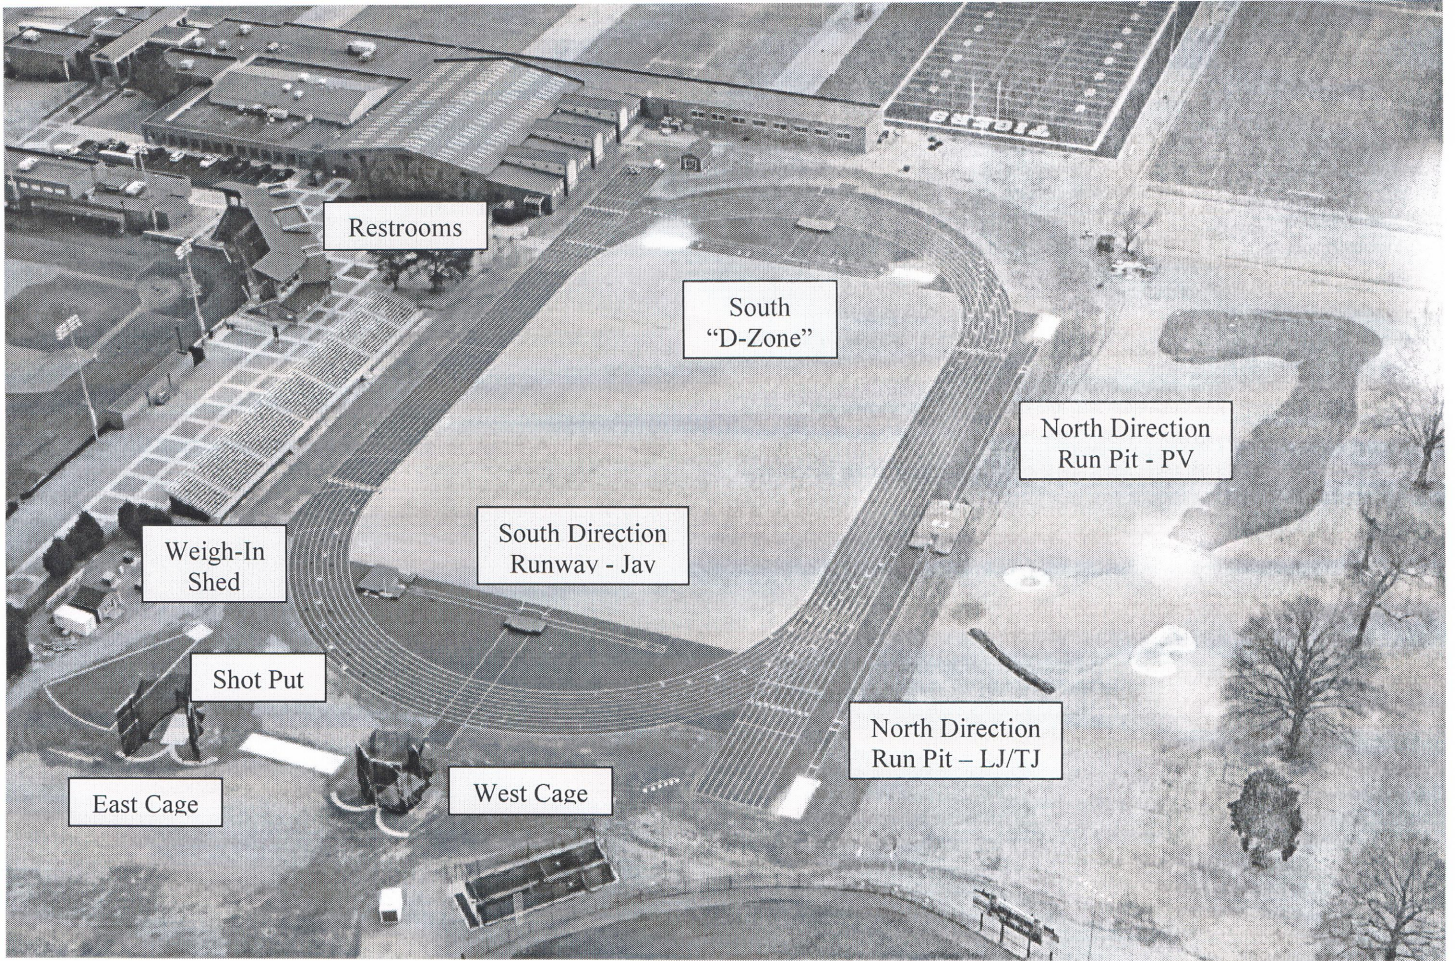 TIGERS
Restrooms
South
“D-Zone”
North Direction
Run Pit - PV
South Direction
Runway - Jav
Weigh-In
Shed
Shot Put
North Direction
Run Pit – LJ/TJ
East Cage
West Cage